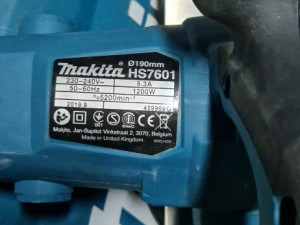 Ø190mm
makita HS7601
230-240V~ 5.3A
50-60Hz 1200W
n₀5200min⁻¹
2019.9
Makita, Jan-Baptist Vinkstraat 2, 3070, Belgium
Made in United Kingdom